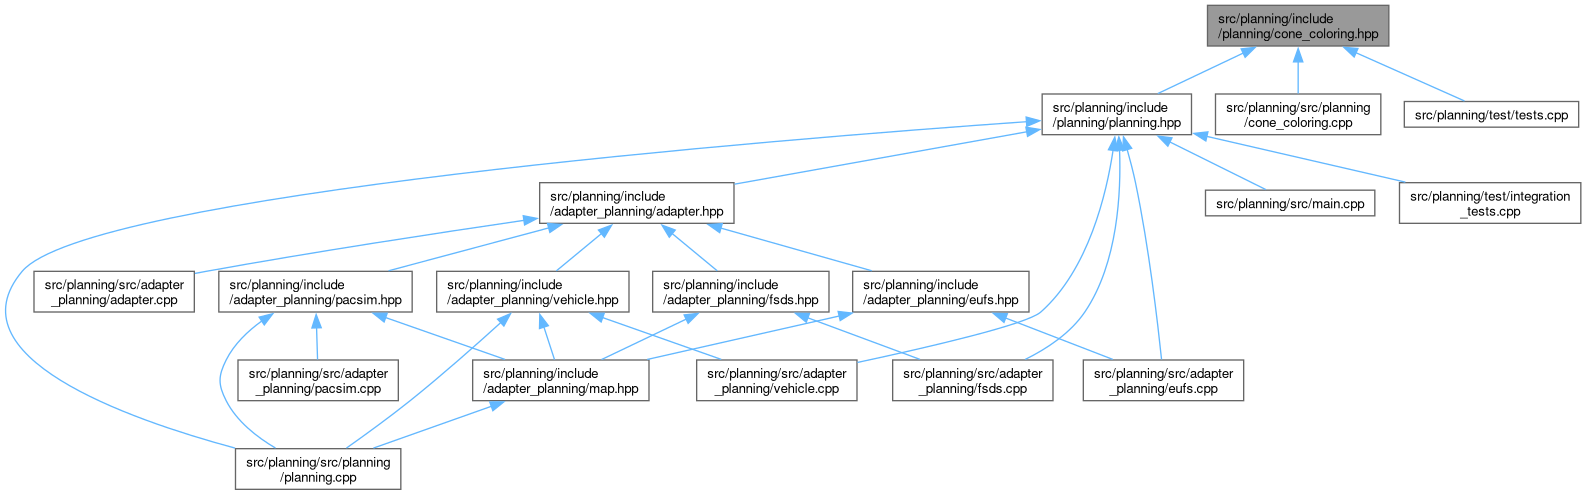 src/planning/include
/planning/cone_coloring.hpp
src/planning/include
/planning/planning.hpp
src/planning/src/planning
/cone_coloring.cpp
src/planning/test/tests.cpp
src/planning/include
/adapter_planning/adapter.hpp
src/planning/src/main.cpp
src/planning/test/integration
_tests.cpp
src/planning/src/adapter
_planning/adapter.cpp
src/planning/include
/adapter_planning/pacsim.hpp
src/planning/include
/adapter_planning/vehicle.hpp
src/planning/include
/adapter_planning/fsds.hpp
src/planning/include
/adapter_planning/eufs.hpp
src/planning/src/adapter
_planning/pacsim.cpp
src/planning/include
/adapter_planning/map.hpp
src/planning/src/adapter
_planning/vehicle.cpp
src/planning/src/adapter
_planning/fsds.cpp
src/planning/src/adapter
_planning/eufs.cpp
src/planning/src/planning
/planning.cpp